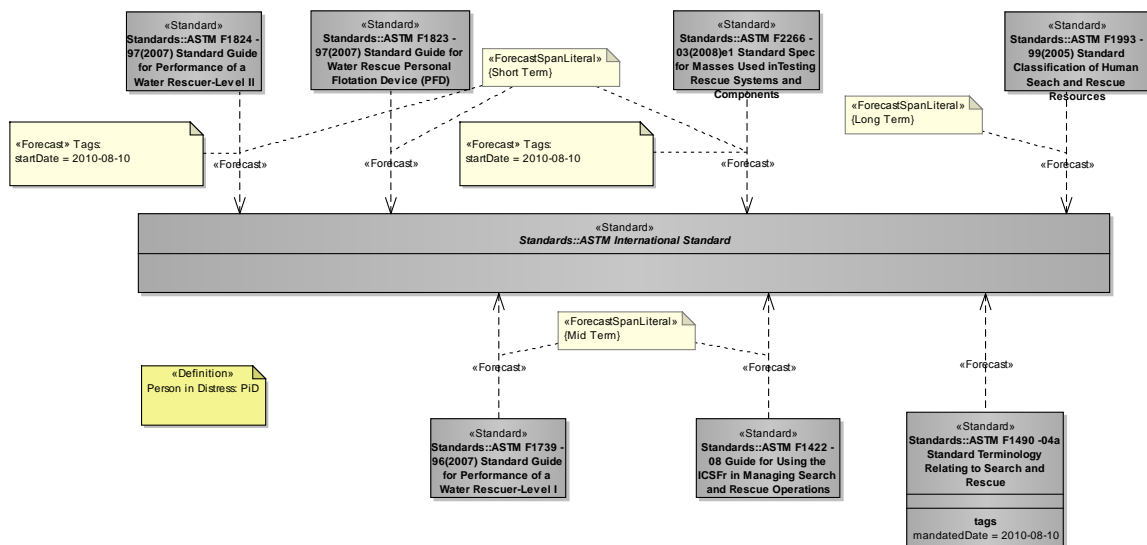 «Standard»
Standards::ASTM F1824 -
97(2007) Standard Guide
for Performance of a
Water Rescuer-Level II
«Standard»
Standards::ASTM F1823 -
97(2007) Standard Guide for
Water Rescue Personal
Flotation Device (PFD)
«ForecastSpanLiteral»
{Short Term}
«Standard»
Standards::ASTM F2266 -
03(2008)e1 Standard Spec
for Masses Used inTesting
Rescue Systems and
Components
«Standard»
Standards::ASTM F1993 -
99(2005) Standard
Classification of Human
Seach and Rescue
Resources
«ForecastSpanLiteral»
{Long Term}
«Forecast» Tags:
startDate = 2010-08-10
«Forecast»
«Forecast»
«Forecast» Tags:
startDate = 2010-08-10
«Forecast»
«Forecast»
«Standard»
Standards::ASTM International Standard
«ForecastSpanLiteral»
{Mid Term}
«Forecast»
«Forecast»
«Forecast»
«Definition»
Person in Distress: PiD
«Standard»
Standards::ASTM F1739 -
96(2007) Standard Guide
for Performance of a
Water Rescuer-Level I
«Standard»
Standards::ASTM F1422 -
08 Guide for Using the
ICSFr in Managing Search
and Rescue Operations
«Standard»
Standards::ASTM F1490 -04a
Standard Terminology
Relating to Search and
Rescue
tags
mandatedDate = 2010-08-10